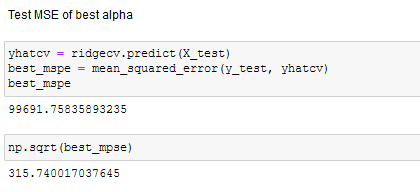 Test MSE of best alpha
yhatcv = ridgecv.predict(X_test)
best_mspe = mean_squared_error(y_test, yhatcv)
best_mspe
99691.75835893235
np.sqrt(best_mpse)
315.740017037645